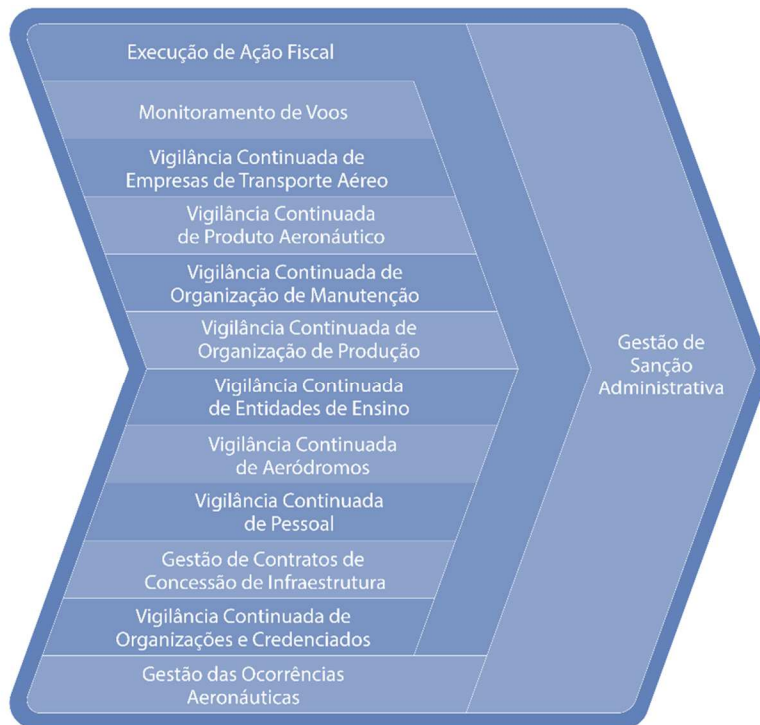 Execução de Ação Fiscal
Monitoramento de Voos
Vigilância Continuada de
Empresas de Transporte Aéreo
Vigilância Continuada
de Produto Aeronáutico
Vigilância Continuada de
Organização de Manutenção
Vigilância Continuada de
Organização de Produção
Vigilância Continuada
de Entidades de Ensino
Vigilância Continuada
de Aeródromos
Vigilância Continuada
de Pessoal
Gestão de Contratos de
Concessão de Infraestrutura
Vigilância Continuada de
Organizações e Credenciados
Gestão das Ocorrências
Aeronáuticas
Gestão de
Sanção
Administrativa